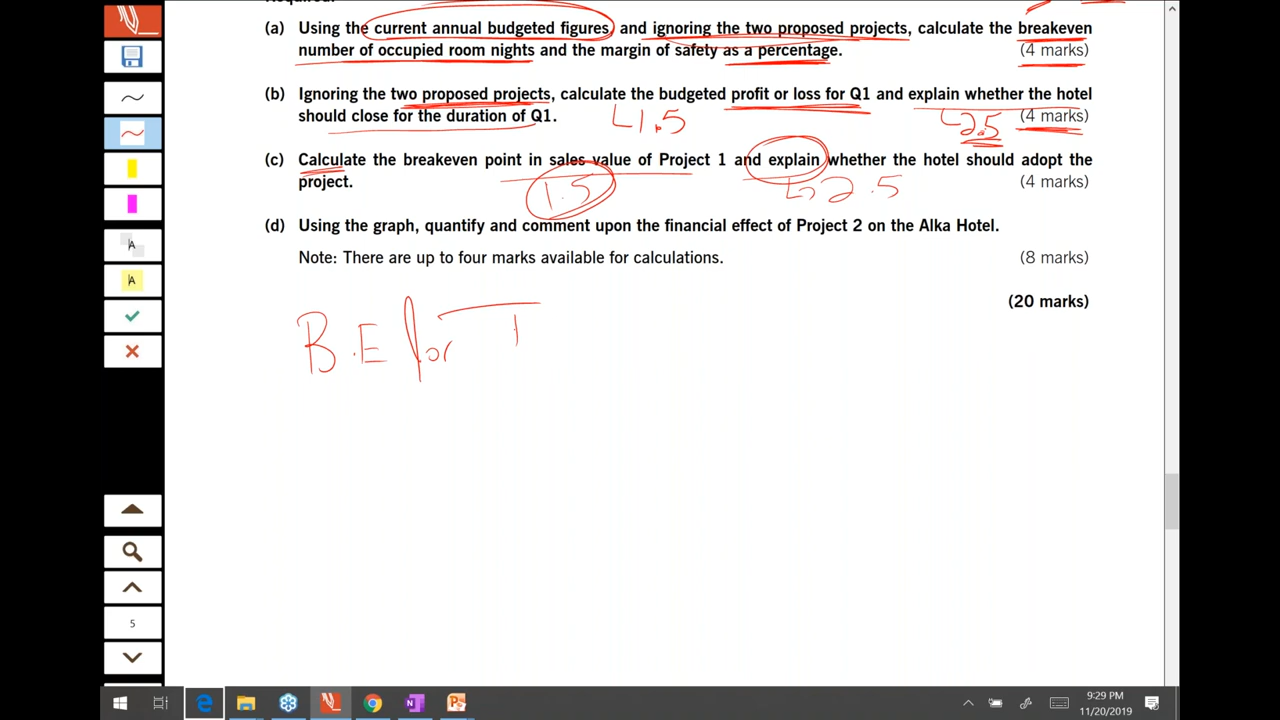 (a) Using the current annual budgeted figures, and ignoring the two proposed projects, calculate the breakeven
number of occupied room nights and the margin of safety as a percentage. (4 marks)
(b) Ignoring the two proposed projects, calculate the budgeted profit or loss for Q1 and explain whether the hotel
should close for the duration of Q1. (4 marks)
1.5 2.5
(c) Calculate the breakeven point in sales value of Project 1 and explain whether the hotel should adopt the
project. (4 marks)
1.5 2.5
(d) Using the graph, quantify and comment upon the financial effect of Project 2 on the Alka Hotel.
Note: There are up to four marks available for calculations. (8 marks)
(20 marks)
B.E for
5
9:29 PM
11/20/2019